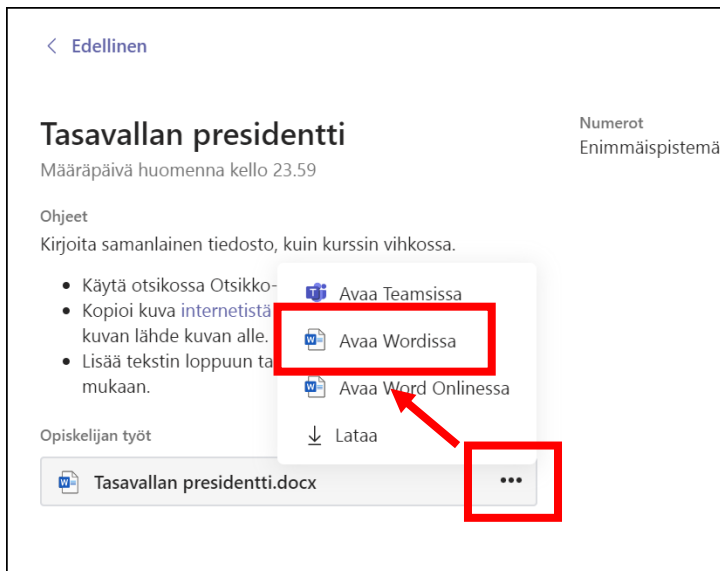 Edellinen
Tasavallan presidentti
Määräpäivä huomenna kello 23.59
Numerot
Enimmäispistemä
Ohjeet
Kirjoita samanlainen tiedosto, kuin kurssin vihkossa.
• Käytä otsikossa Otsikko-
• Kopioi kuva internetistä
kuvan lähde kuvan alle.
• Lisää tekstin loppuun ta
mukaan.
Avaa Teamsissa
Avaa Wordissa
Avaa Word Onlinessa
Lataa
Opiskelijan työt
Tasavallan presidentti.docx